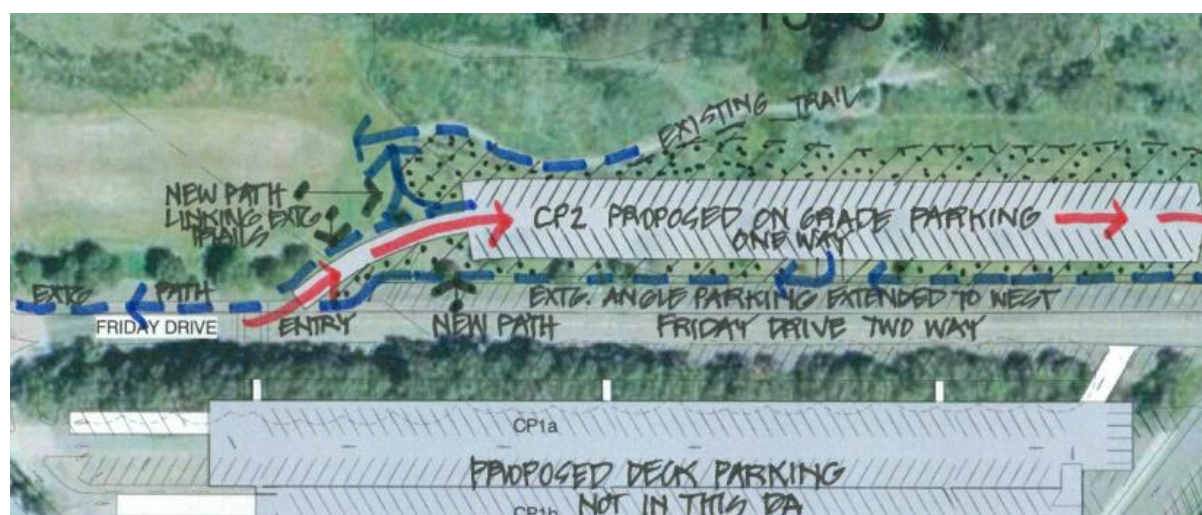 EXISTING TRAIL
NEW PATH
LINKING EXTG
TRAILS
CP2 PROPOSED ON GRADE PARKING
ONE WAY
EXTG PATH
EXTG. ANGLE PARKING EXTENDED TO WEST
FRIDAY DRIVE
ENTRY
NEW PATH
FRIDAY DRIVE TWO WAY
CP1a
PROPOSED DECK PARKING
NOT IN THIS DA
CP1b